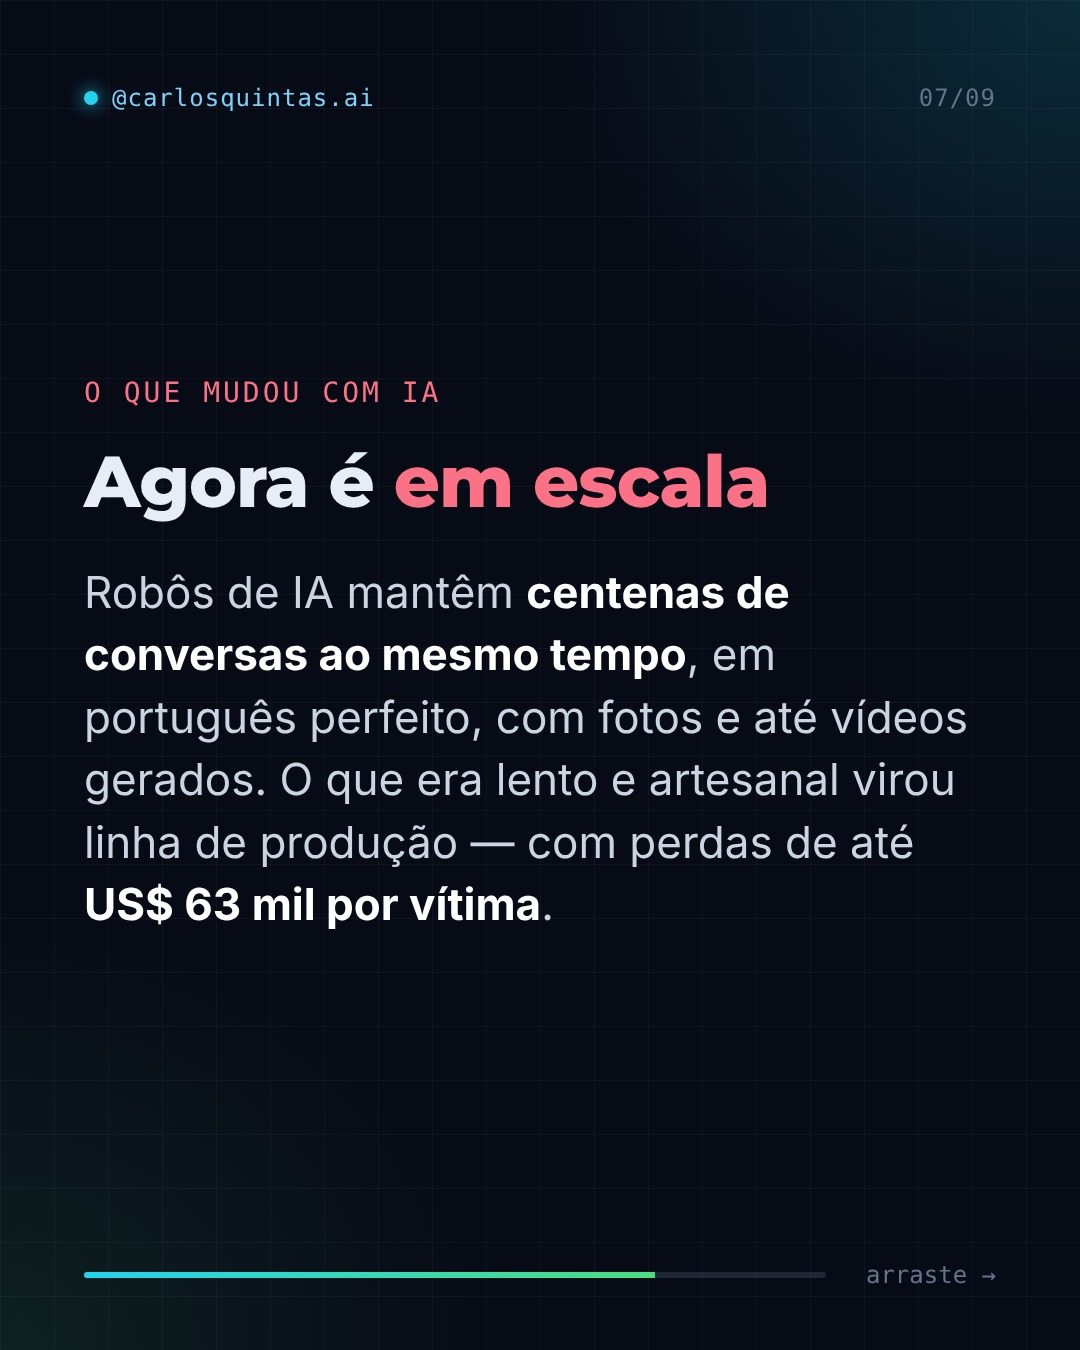 @carlosquintas.ai
07/09
O QUE MUDOU COM IA
Agora é em escala
Robôs de IA mantêm centenas de
conversas ao mesmo tempo, em
português perfeito, com fotos e até vídeos
gerados. O que era lento e artesanal virou
linha de produção — com perdas de até
US$ 63 mil por vítima.
arraste →